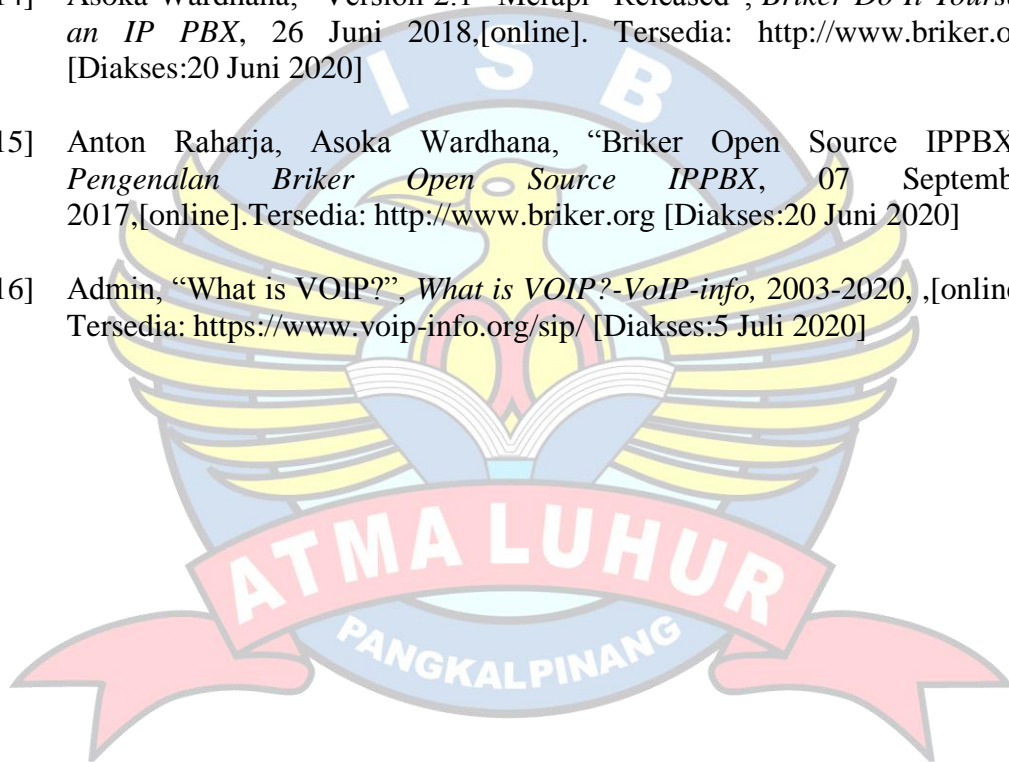 14] Asoka Wardhana, “Version 2.1 “Merapi” Released”, Briker Do It Yourse
an IP PBX, 26 Juni 2018,[online]. Tersedia: http://www.briker.o
[Diakses:20 Juni 2020]
15] Anton Raharja, Asoka Wardhana, “Briker Open Source IPPBX
Pengenalan Briker Open Source IPPBX, 07 Septemb
2017,[online].Tersedia: http://www.briker.org [Diakses:20 Juni 2020]
16] Admin, “What is VOIP?”, What is VOIP?-VoIP-info, 2003-2020, ,[online
Tersedia: https://www.voip-info.org/sip/ [Diakses:5 Juli 2020]
I S B
ATMA LUHUR
PANGKALPINANG